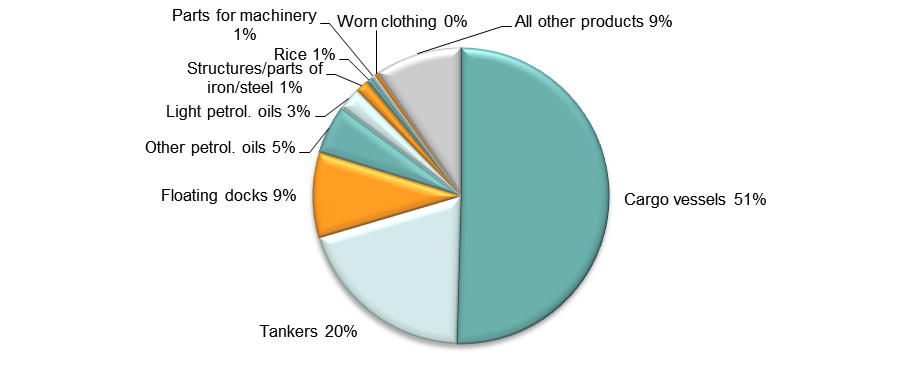 Parts for machinery
1%
Worn clothing 0%
All other products 9%
Rice 1%
Structures/parts of
iron/steel 1%
Light petrol. oils 3%
Other petrol. oils 5%
Floating docks 9%
Cargo vessels 51%
Tankers 20%